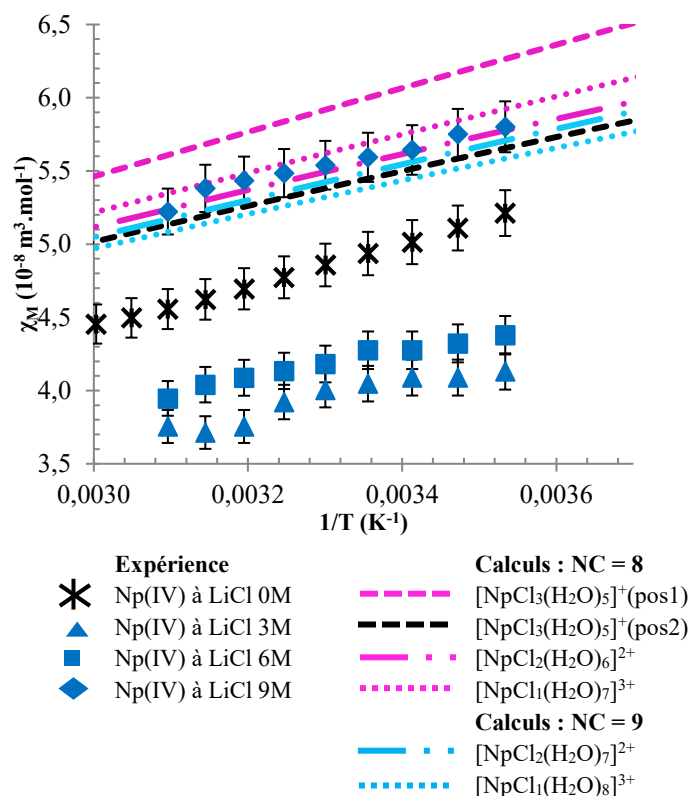 6,5
6,0
5,5
5,0
4,5
4,0
3,5
χM (10-8 m3.mol-1)
0,0030 0,0032 0,0034 0,0036
1/T (K-1)
Expérience
Np(IV) à LiCl 0M
Np(IV) à LiCl 3M
Np(IV) à LiCl 6M
Np(IV) à LiCl 9M
Calculs : NC = 8
[NpCl3(H2O)5]+(pos1)
[NpCl3(H2O)5]+(pos2)
[NpCl2(H2O)6]2+
[NpCl1(H2O)7]3+
Calculs : NC = 9
[NpCl2(H2O)7]2+
[NpCl1(H2O)8]3+